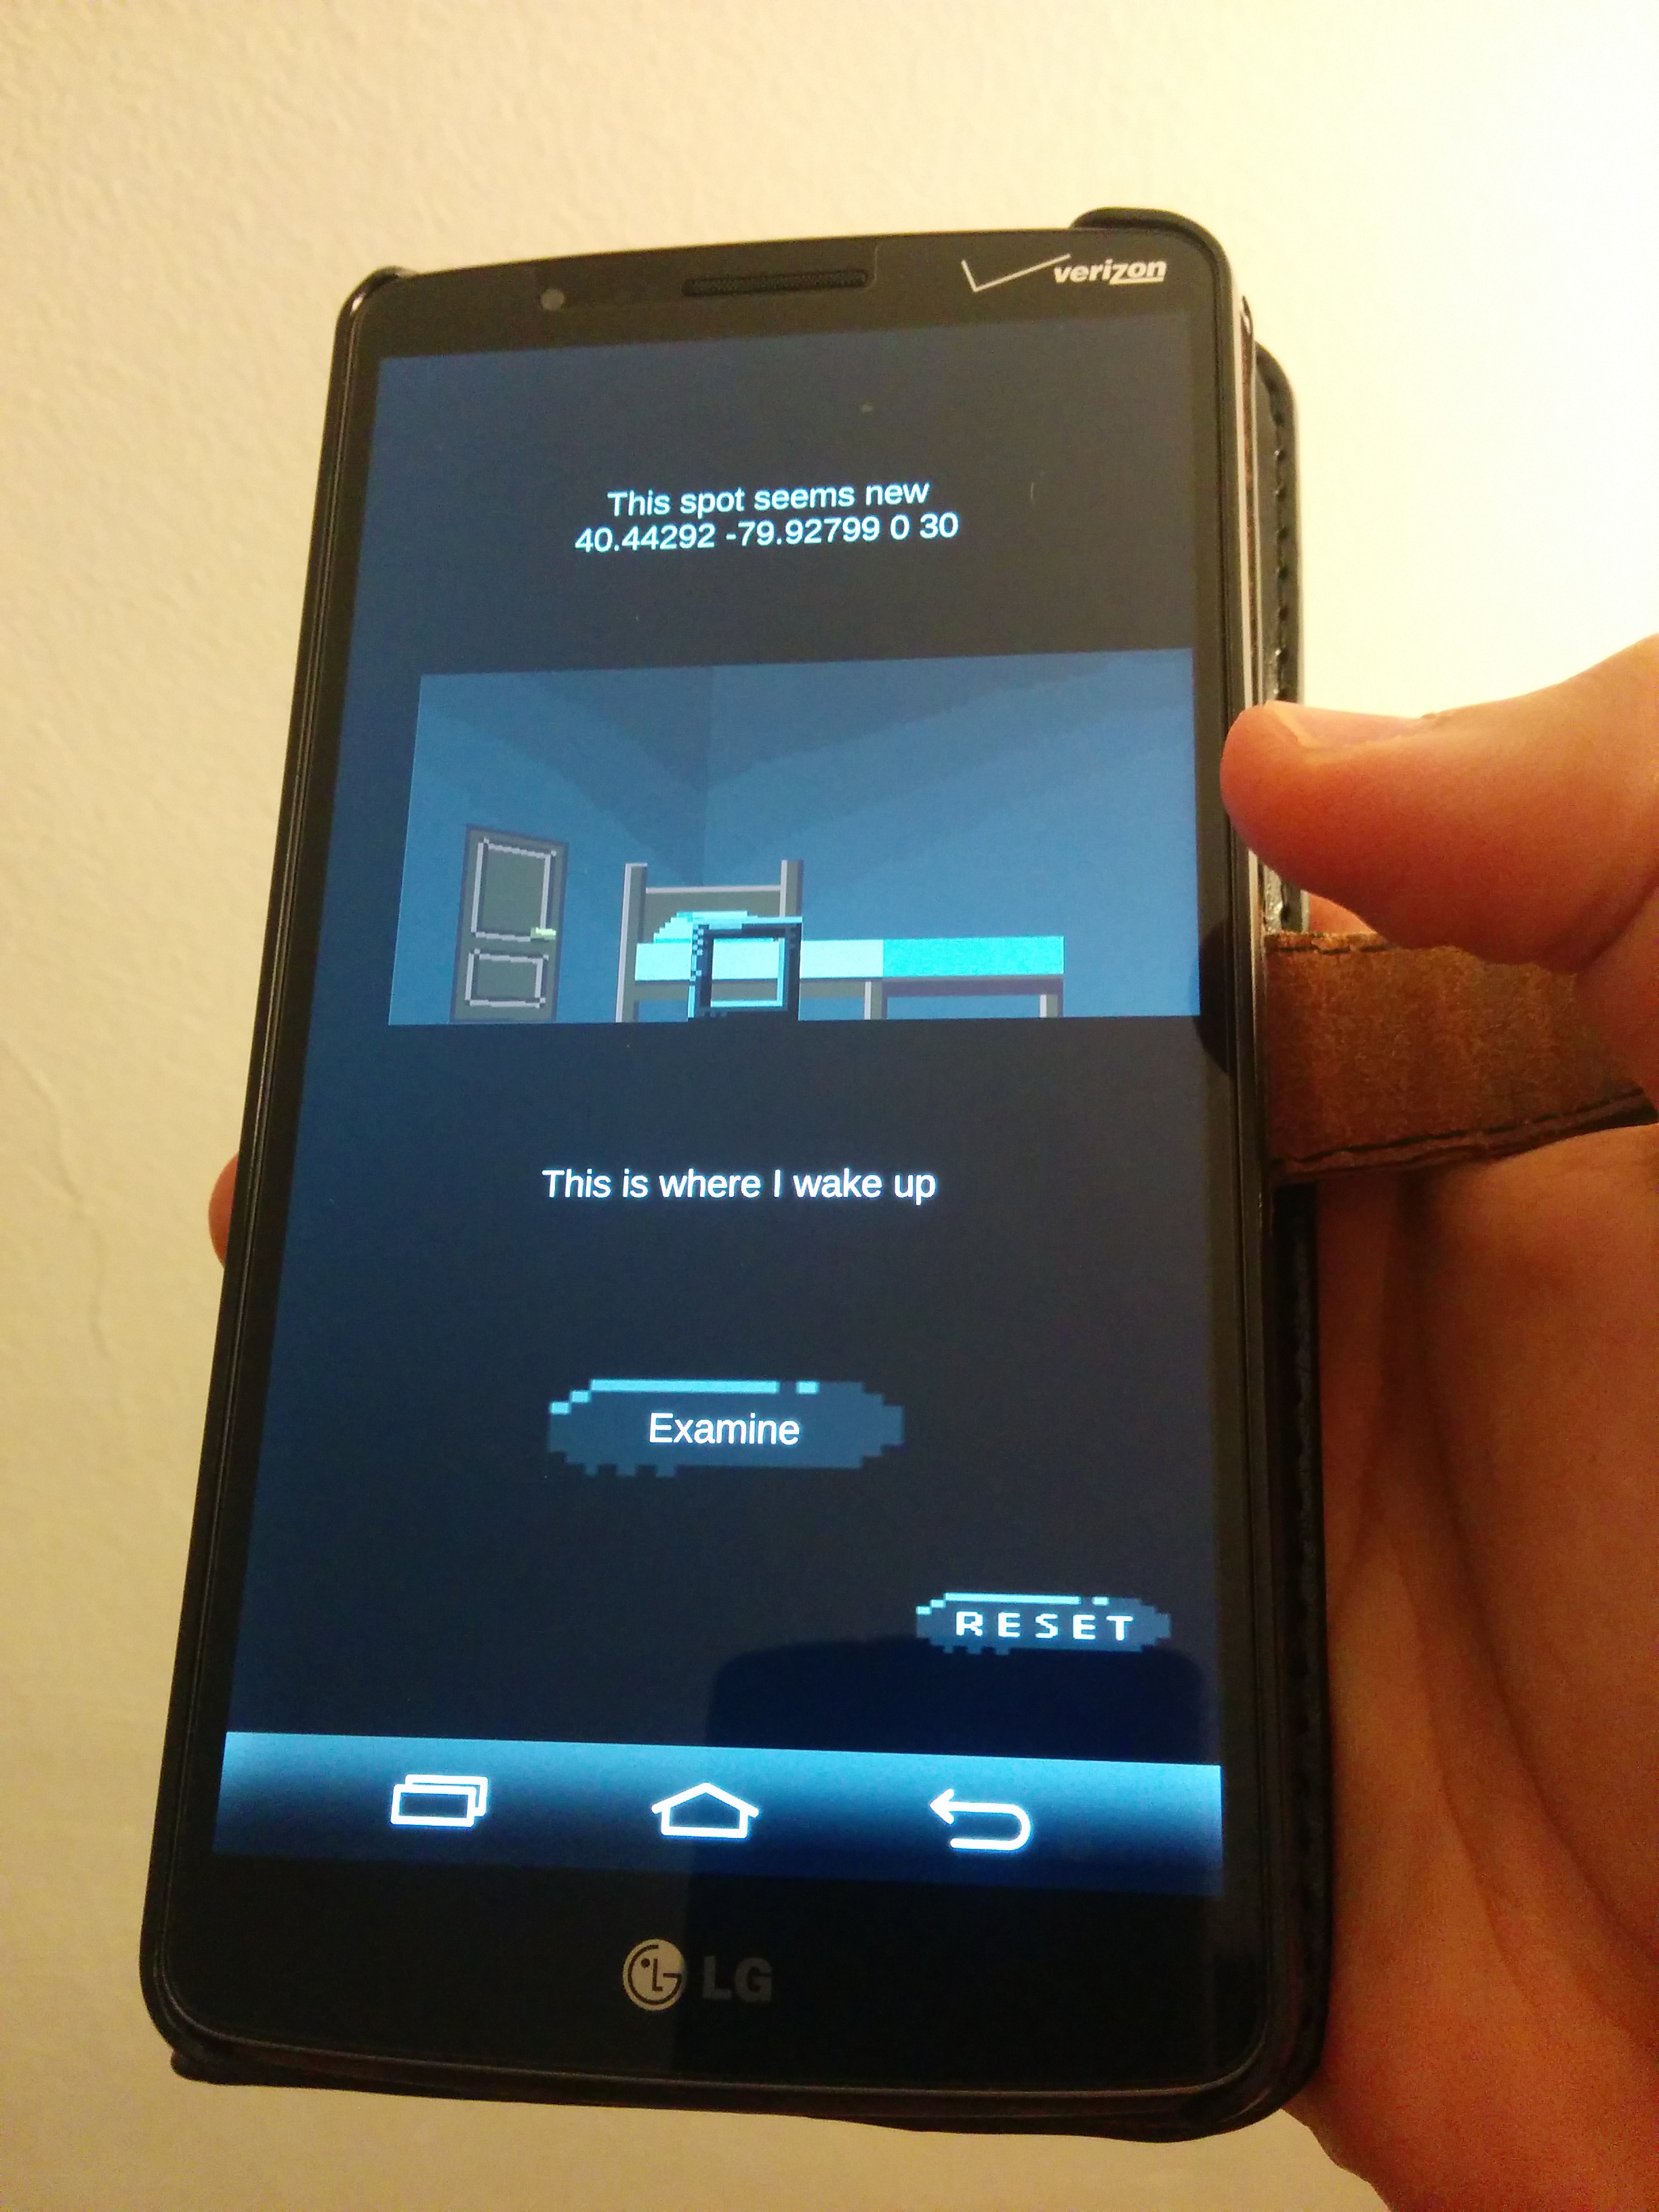 verizon
This spot seems new
40.44292 -79.92799 0 30
This is where I wake up
Examine
RESET
LG